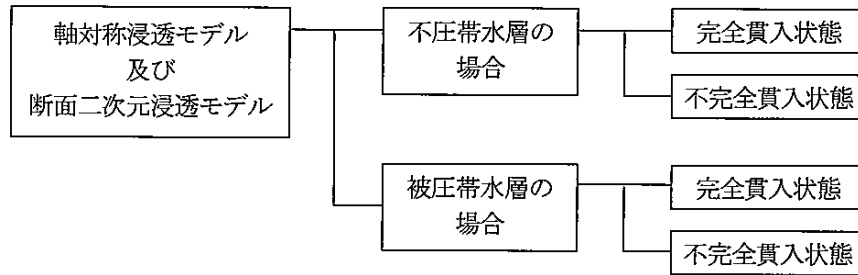 軸対称浸透モデル
及び
断面二次元浸透モデル
不圧帯水層の
場合
完全貫入状態
不完全貫入状態
被圧帯水層の
場合
完全貫入状態
不完全貫入状態